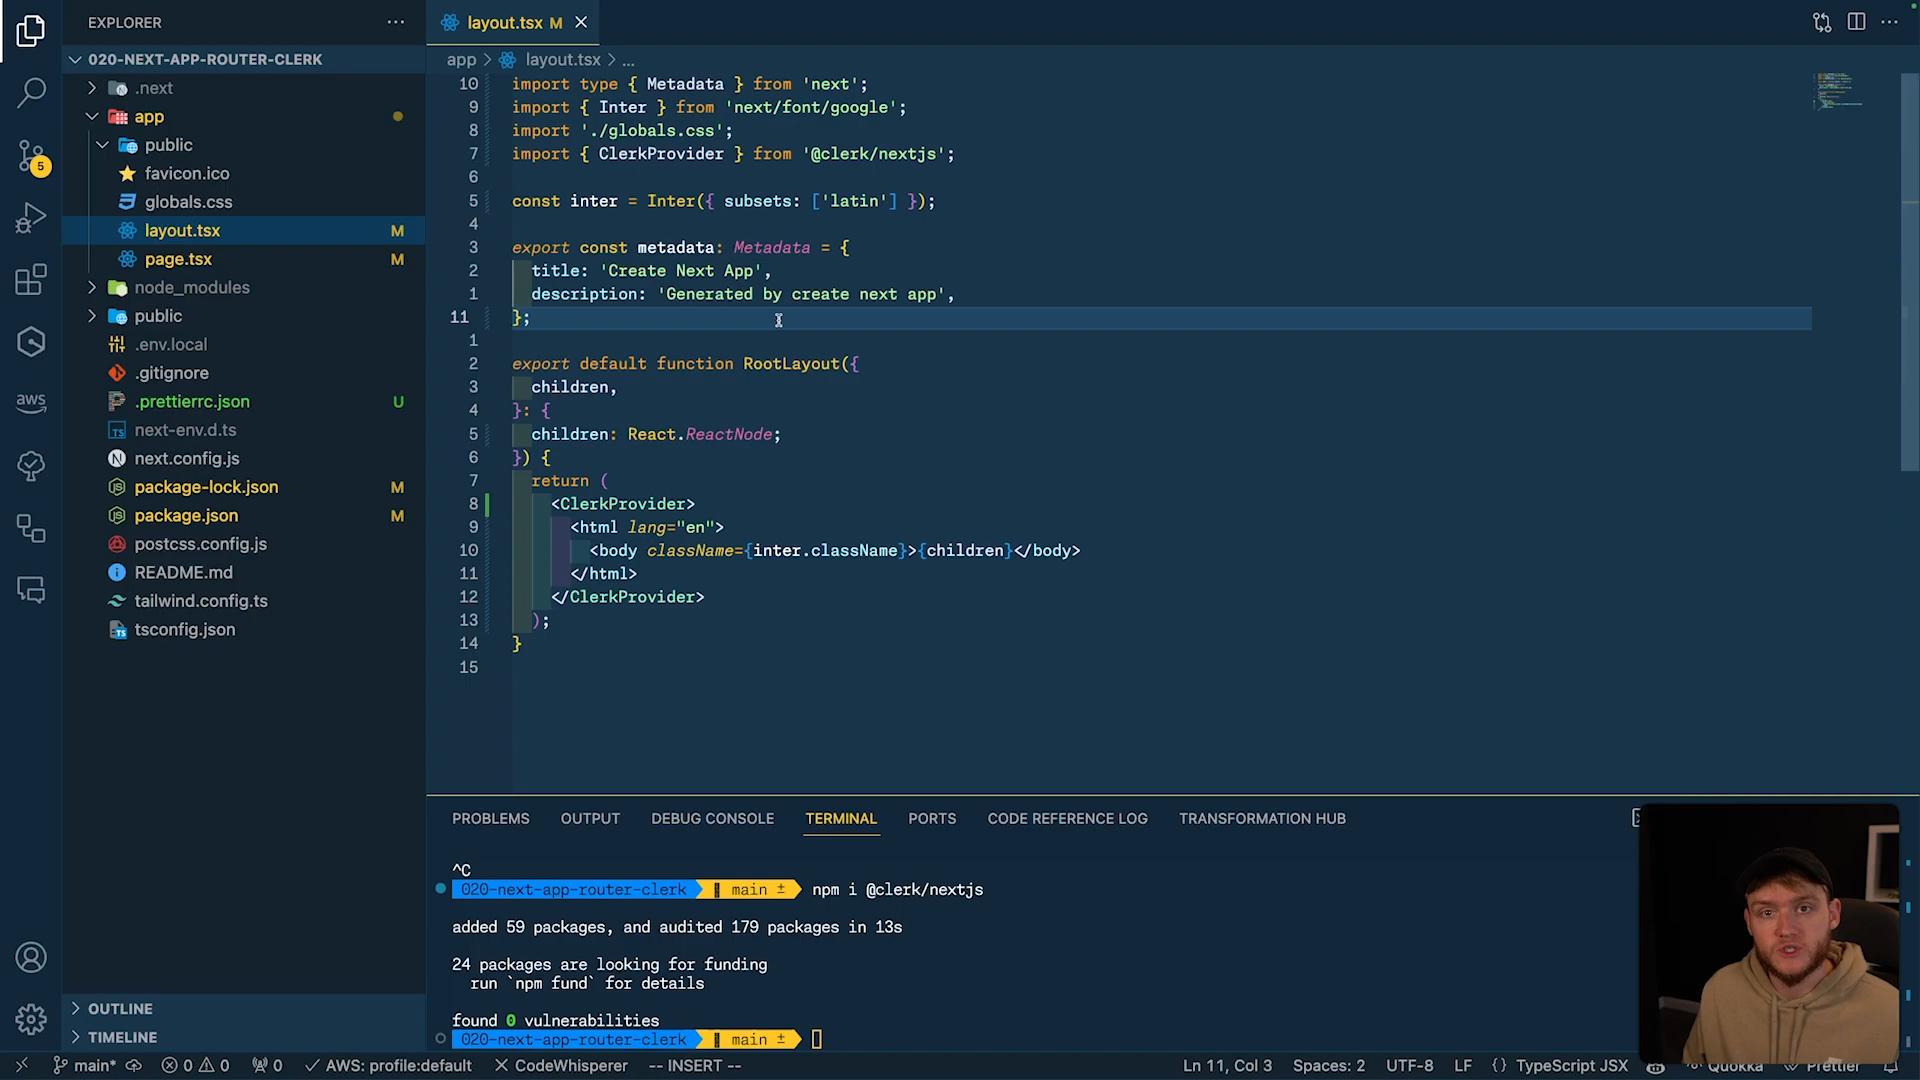 EXPLORER
020-NEXT-APP-ROUTER-CLERK
.next
app
public
favicon.ico
globals.css
layout.tsx M
page.tsx M
node_modules
public
.env.local
.gitignore
.prettierrc.json U
next-env.d.ts
next.config.js
package-lock.json M
package.json M
postcss.config.js
README.md
tailwind.config.ts
tsconfig.json
OUTLINE
TIMELINE
5
aws
layout.tsx M
app > layout.tsx > ...
10 import type { Metadata } from 'next';
9 import { Inter } from 'next/font/google';
8 import './globals.css';
7 import { ClerkProvider } from '@clerk/nextjs';
6
5 const inter = Inter({ subsets: ['latin'] });
4
3 export const metadata: Metadata = {
2 title: 'Create Next App',
1 description: 'Generated by create next app',
11 };
1
2 export default function RootLayout({
3 children,
4 }: {
5 children: React.ReactNode;
6 }) {
7 return (
8 <ClerkProvider>
9 <html lang="en">
10 <body className={inter.className}>{children}</body>
11 </html>
12 </ClerkProvider>
13 );
14 }
15
PROBLEMS OUTPUT DEBUG CONSOLE TERMINAL PORTS CODE REFERENCE LOG TRANSFORMATION HUB
^C
020-next-app-router-clerk main ± npm i @clerk/nextjs
added 59 packages, and audited 179 packages in 13s
24 packages are looking for funding
run `npm fund` for details
found 0 vulnerabilities
020-next-app-router-clerk main ±
main* 0 0 0 AWS: profile:default CodeWhisperer -- INSERT -- Ln 11, Col 3 Spaces: 2 UTF-8 LF {} TypeScript JSX Quokka Prettier